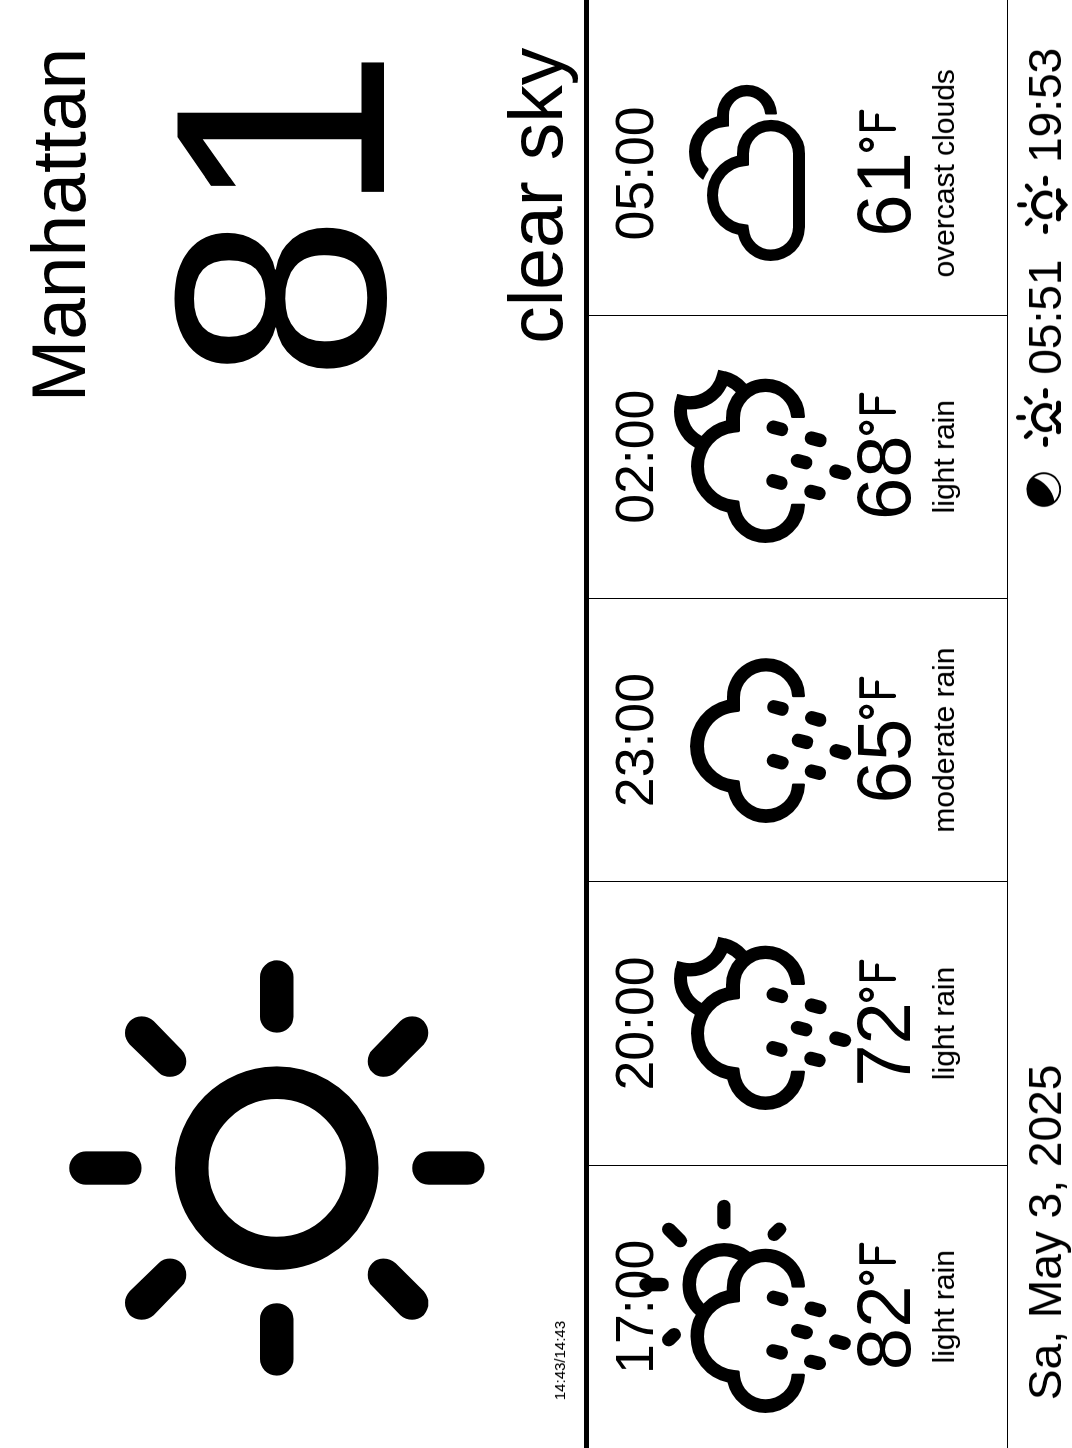 Manhattan
81
clear sky
14:43/14:43
17:00
82°F
light rain
20:00
72°F
light rain
23:00
65°F
moderate rain
02:00
68°F
light rain
05:00
61°F
overcast clouds
Sa, May 3, 2025
05:51
19:53